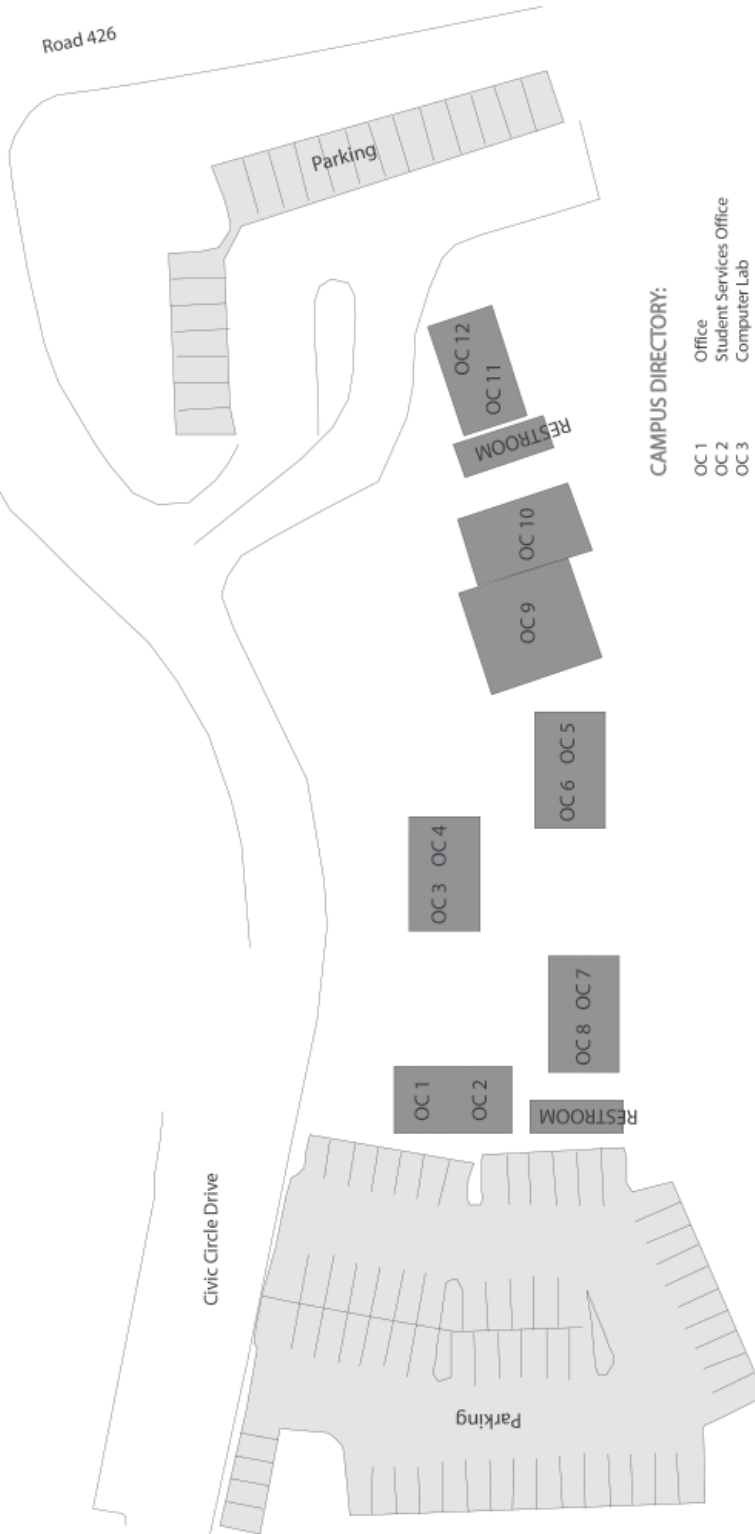 Road 426
Parking
OC 12
OC 11
RESTROOM
OC 10
OC 9
OC 6 OC 5
OC 3 OC 4
OC 8 OC 7
OC 1
OC 2
RESTROOM
Civic Circle Drive
Parking
CAMPUS DIRECTORY:
OC 1 Office
OC 2 Student Services Office
OC 3 Computer Lab